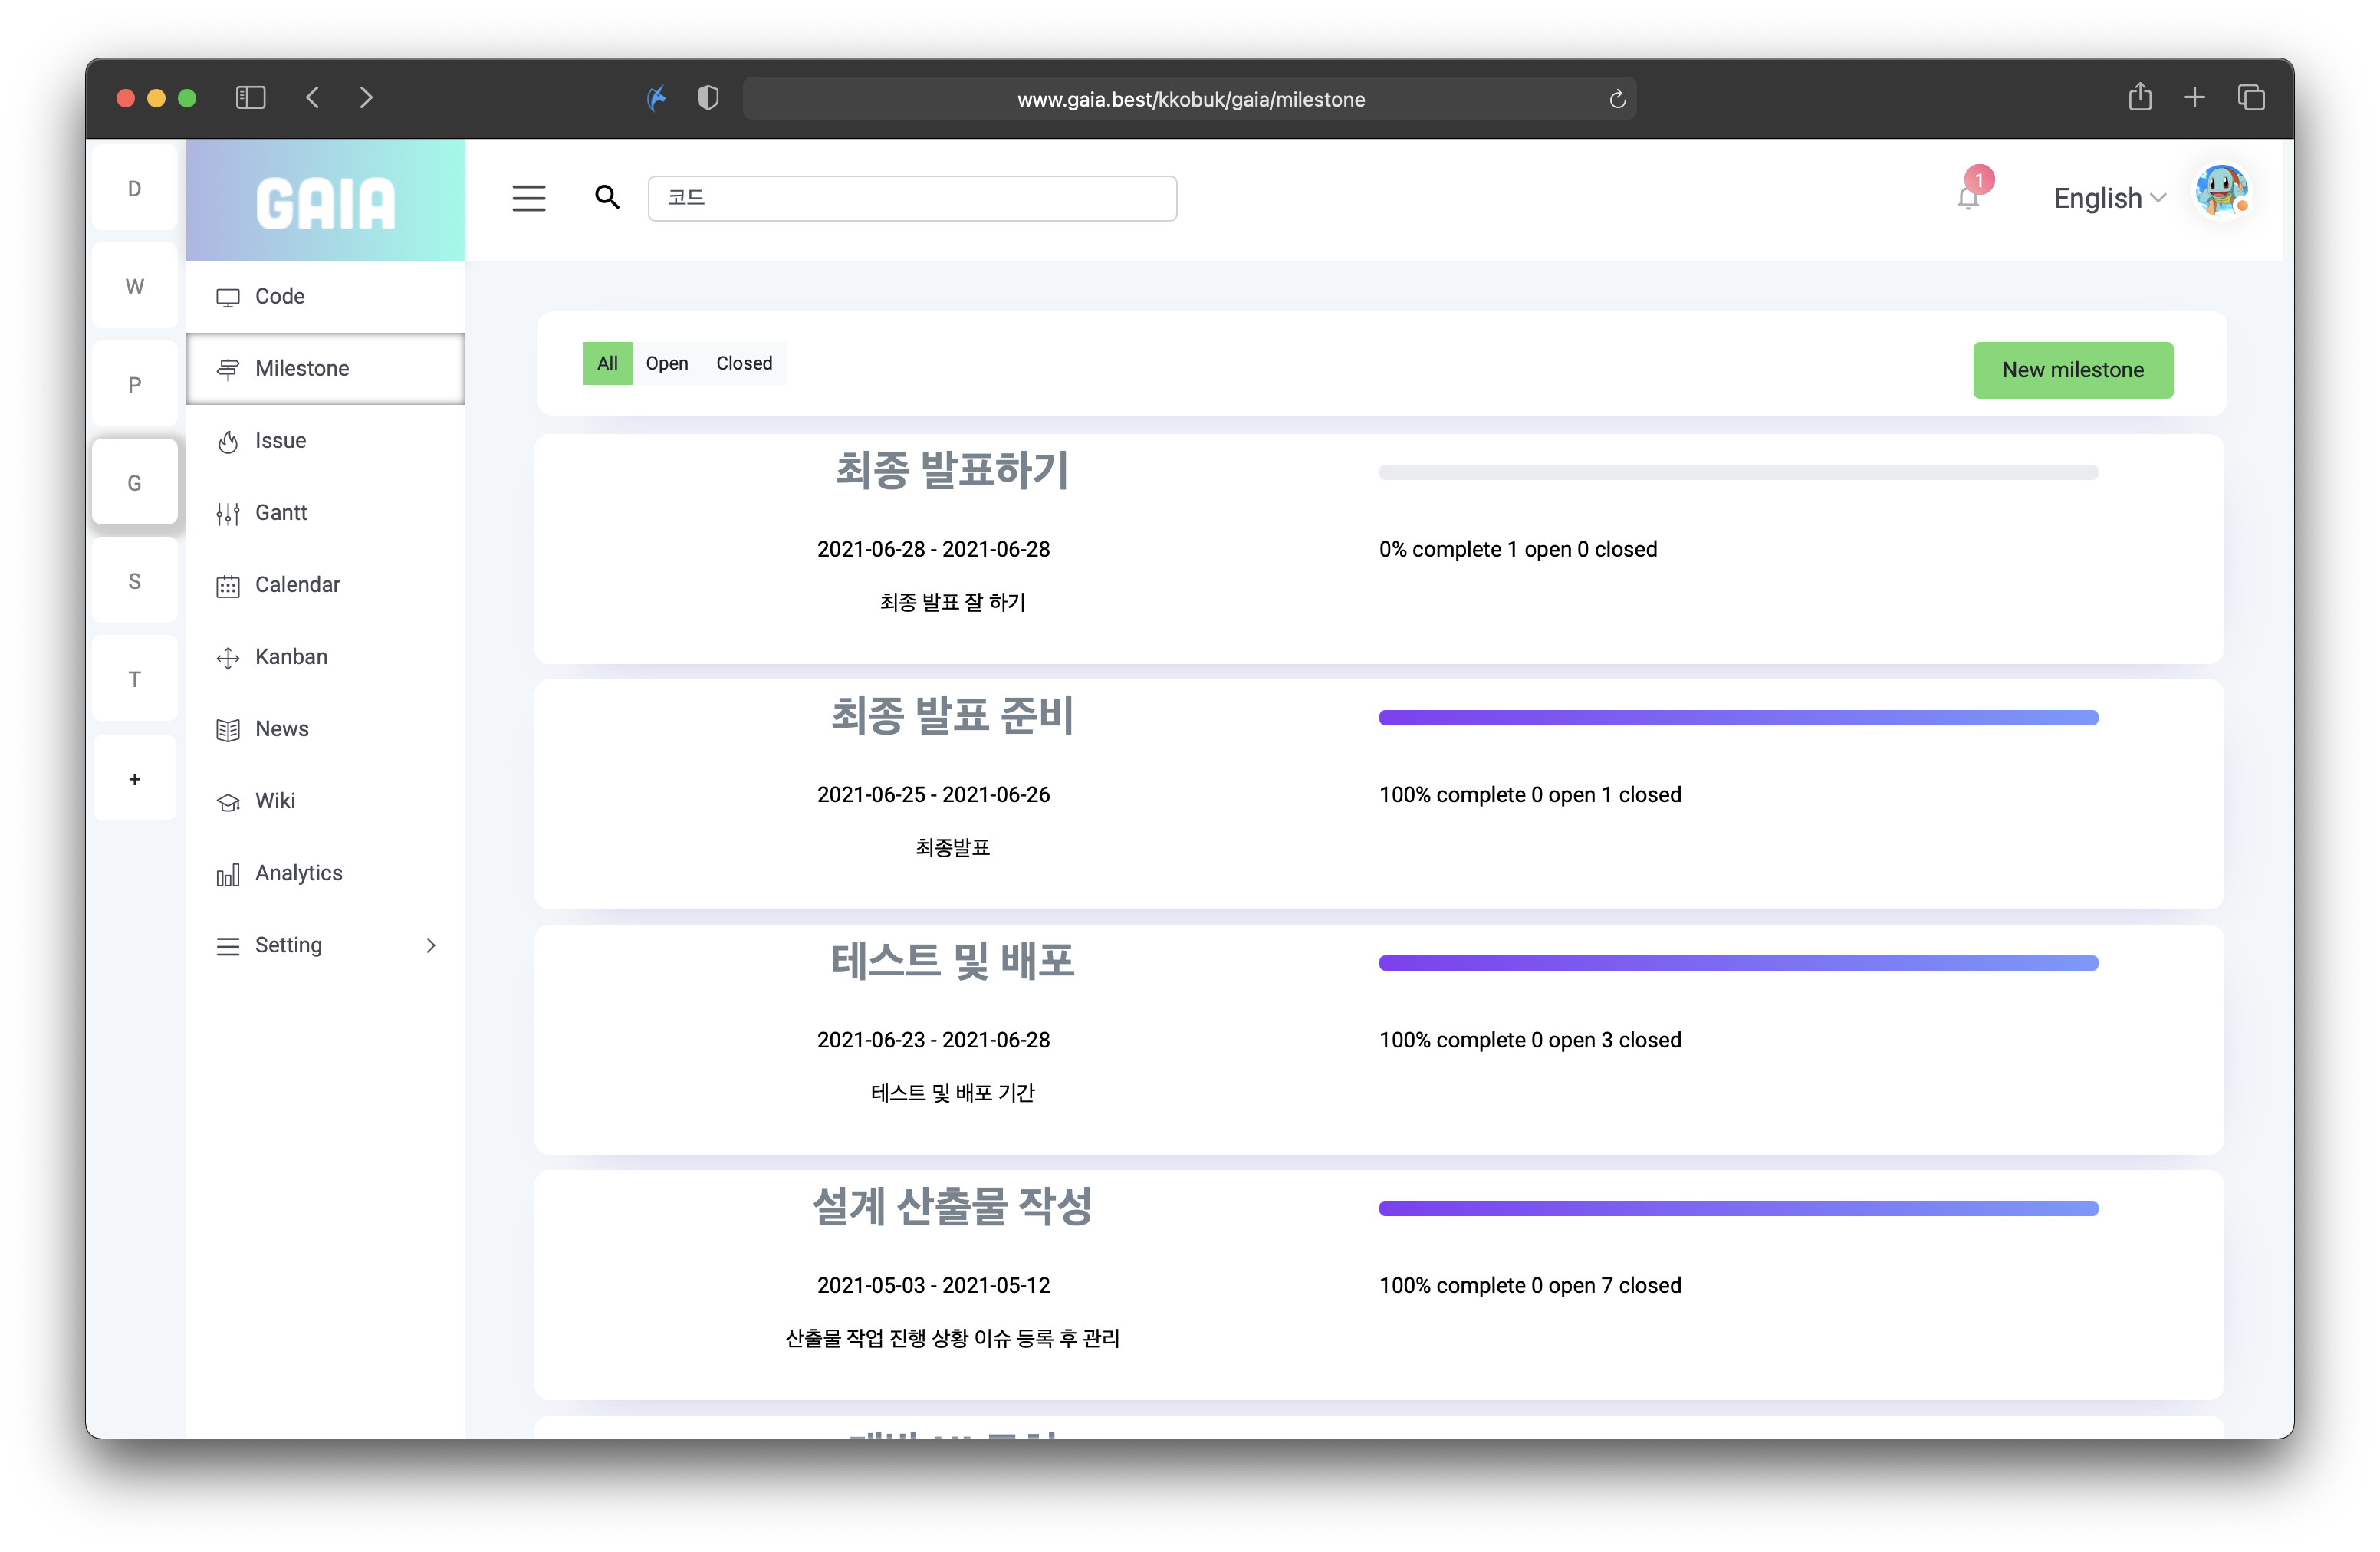 www.gaia.best/kkobuk/gaia/milestone
D
W
P
G
S
T
+
GAIA
코드
1
English
Code
Milestone
Issue
Gantt
Calendar
Kanban
News
Wiki
Analytics
Setting
All Open Closed
New milestone
최종 발표하기
2021-06-28 - 2021-06-28
0% complete 1 open 0 closed
최종 발표 잘 하기
최종 발표 준비
2021-06-25 - 2021-06-26
100% complete 0 open 1 closed
최종발표
테스트 및 배포
2021-06-23 - 2021-06-28
100% complete 0 open 3 closed
테스트 및 배포 기간
설계 산출물 작성
2021-05-03 - 2021-05-12
100% complete 0 open 7 closed
산출물 작업 진행 상황 이슈 등록 후 관리